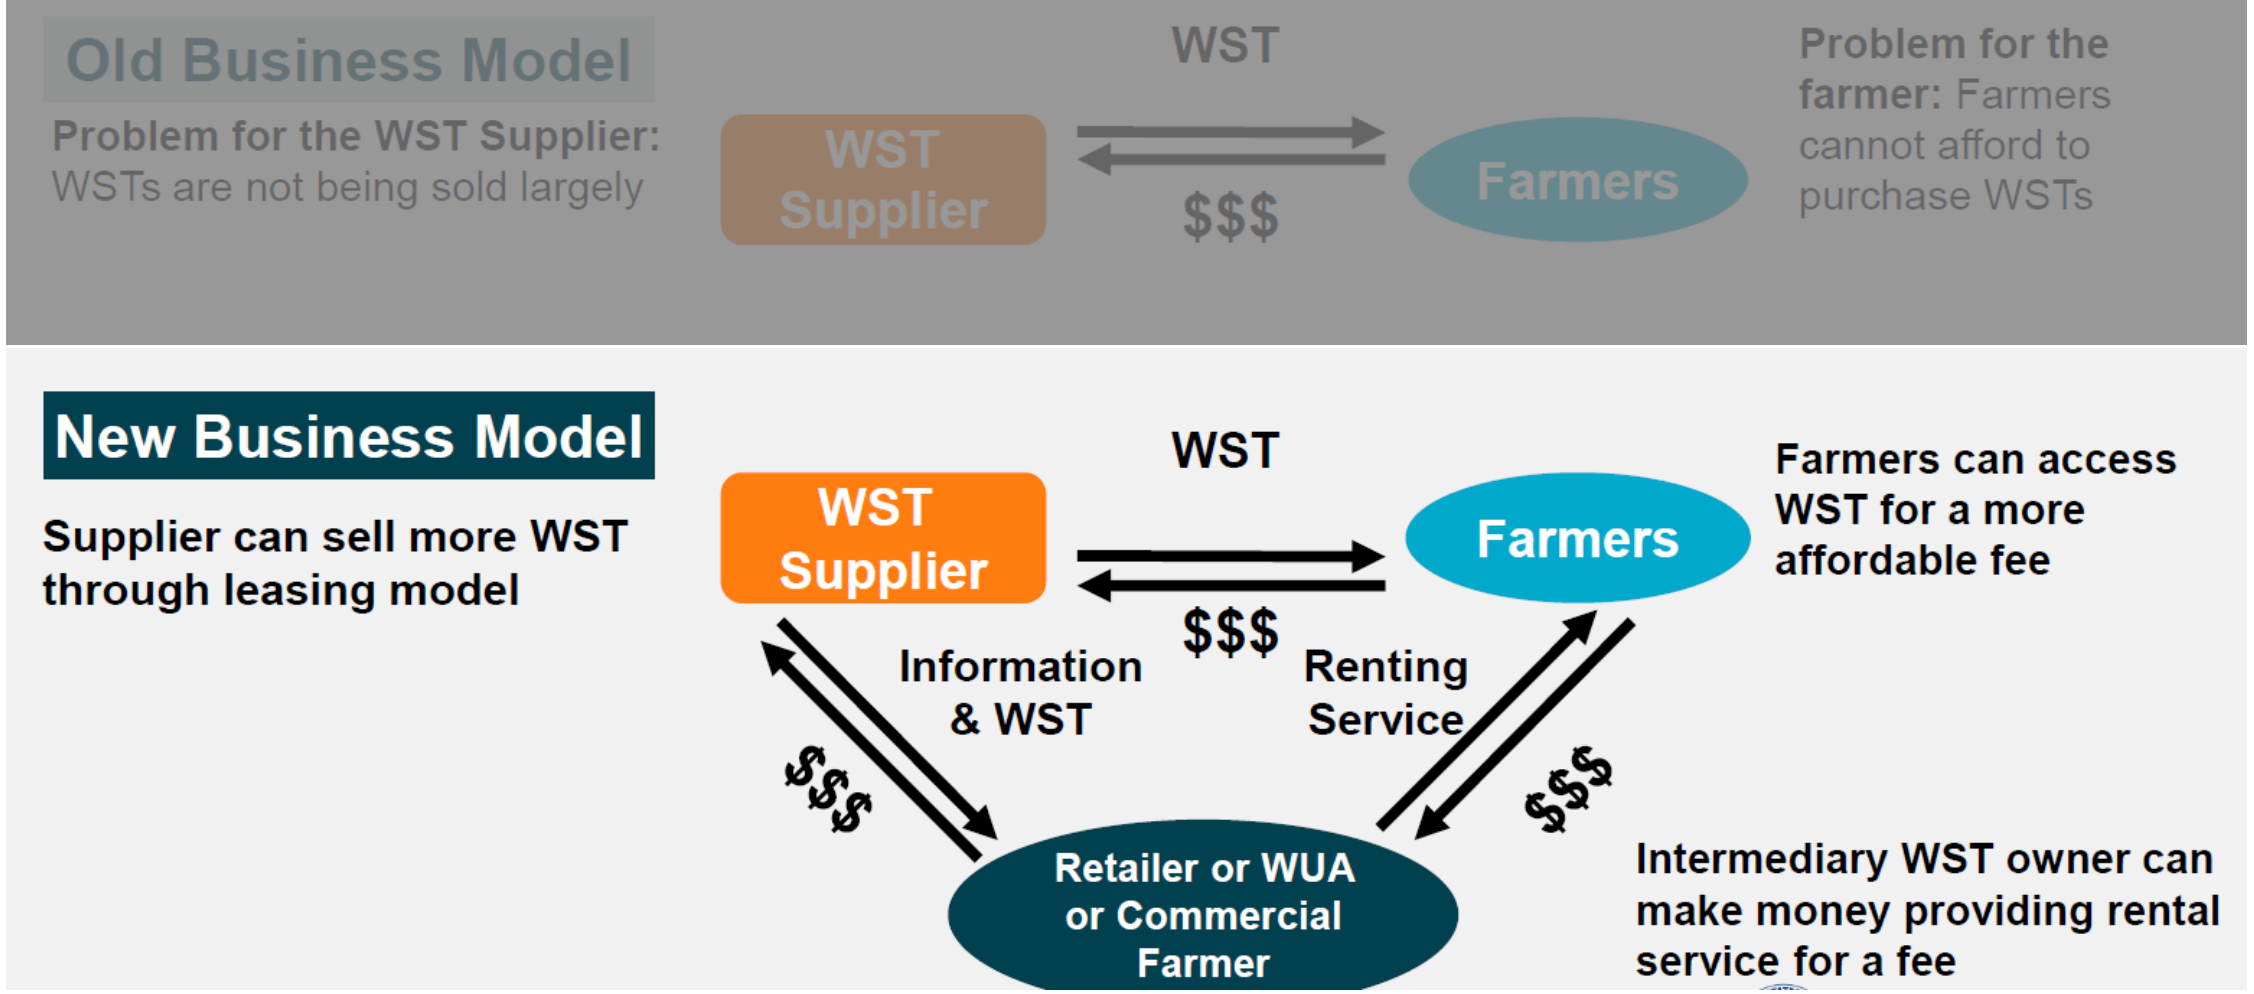 Old Business Model
Problem for the WST Supplier:
WSTs are not being sold largely
WST
Supplier
WST
$$$
Farmers
Problem for the
farmer: Farmers
cannot afford to
purchase WSTs
New Business Model
Supplier can sell more WST
through leasing model
WST
Supplier
WST
$$$
Farmers
Farmers can access
WST for a more
affordable fee
Information
& WST
$$$
Renting
Service
$$$
Retailer or WUA
or Commercial
Farmer
Intermediary WST owner can
make money providing rental
service for a fee